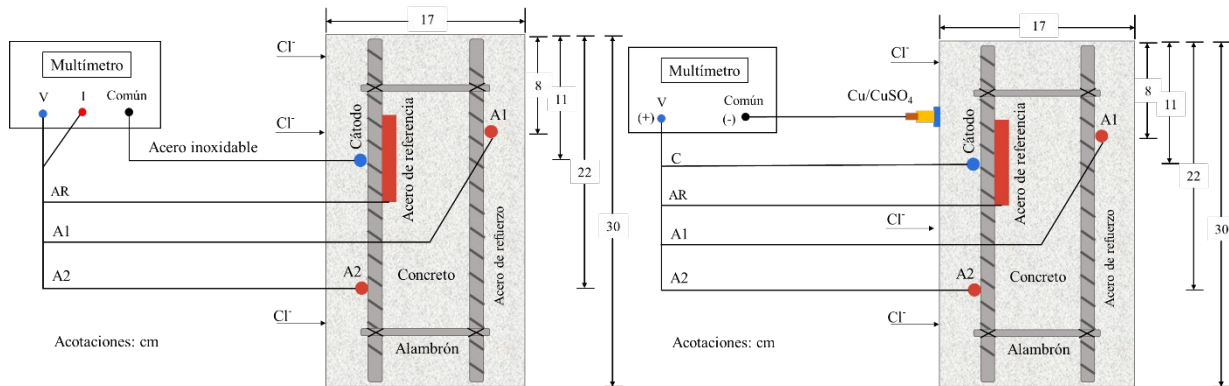 17
Cl⁻
Multímetro
V
I
Común
8
11
Cátodo
Acero de referencia
A1
Cl⁻
Acero inoxidable
22
AR
30
A1
Acero de refuerzo
A2
A2
Concreto
Cl⁻
Acotaciones: cm
Alambrón
17
Cl⁻
Multímetro
Cu/CuSO₄
V
(+)
Común
(-)
8
11
Cátodo
Acero de referencia
A1
C
22
AR
Cl⁻
30
A1
Acero de refuerzo
A2
A2
Concreto
Cl⁻
Acotaciones: cm
Alambrón